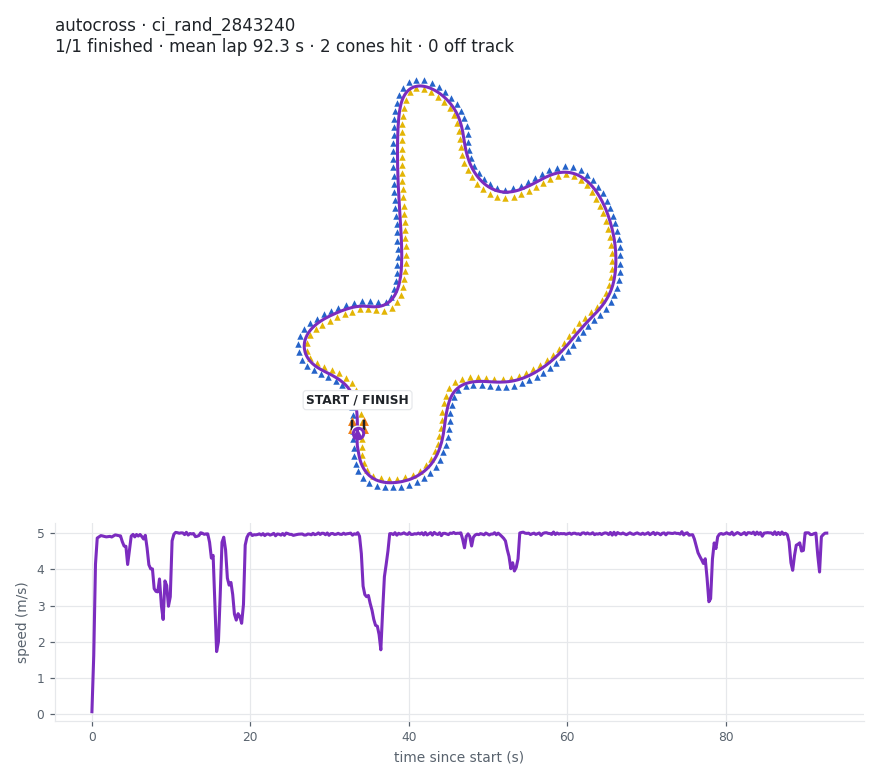 autocross · ci_rand_2843240
1/1 finished · mean lap 92.3 s · 2 cones hit · 0 off track
START / FINISH
5
4
3
2
1
0
speed (m/s)
0 20 40 60 80
time since start (s)